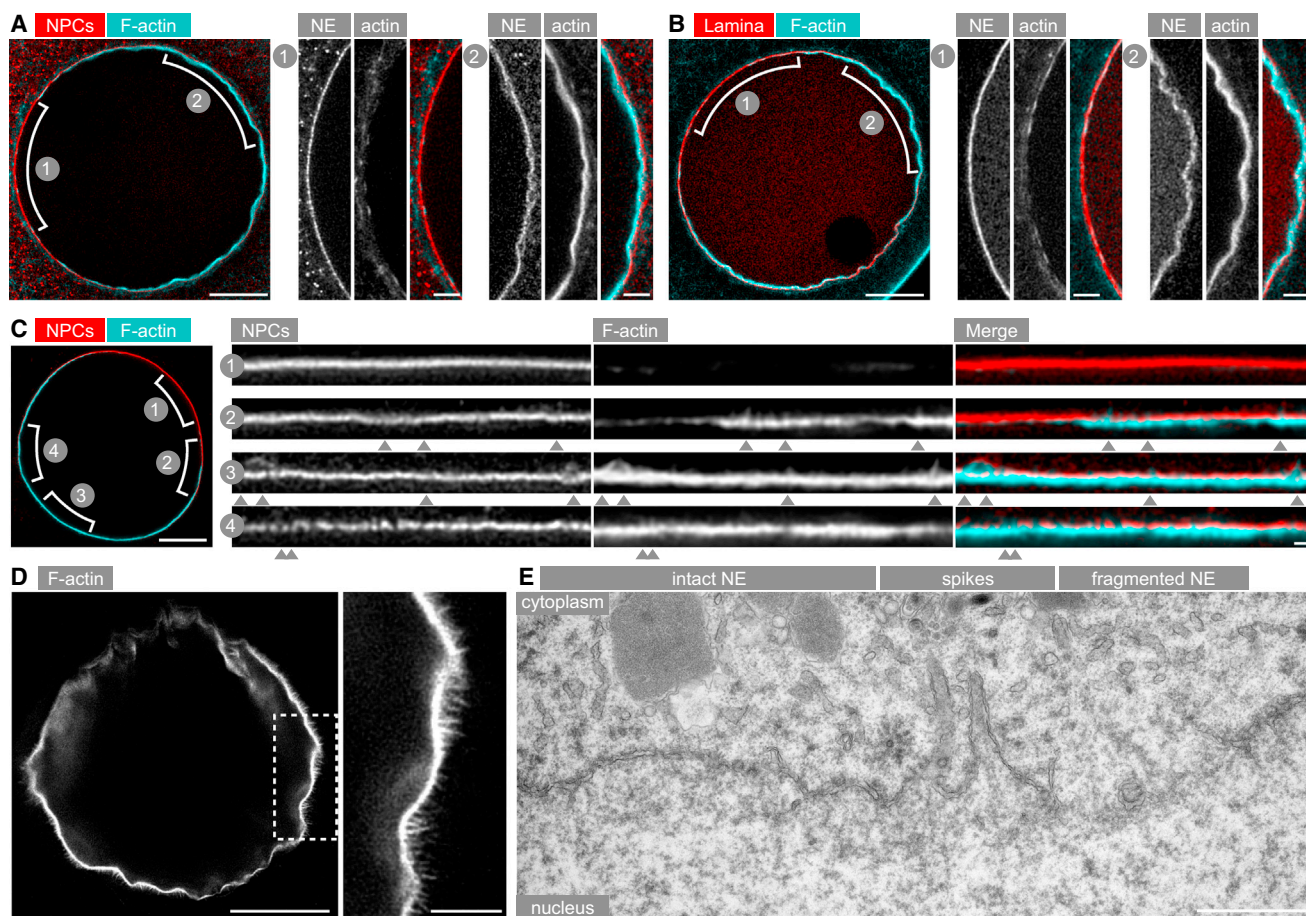 A NPCs F-actin NE actin NE actin
1 2
1 2
B Lamina F-actin NE actin NE actin
1 2
1 2
C NPCs F-actin NPCs F-actin Merge
1
2
3
4
1
2
3
4
D F-actin
E intact NE spikes fragmented NE
cytoplasm
nucleus